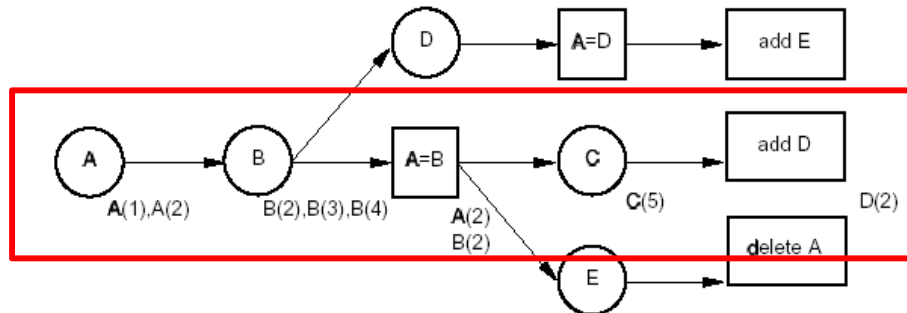 D
A=D
add E
A
B
A=B
C
add D
A(1),A(2)
B(2),B(3),B(4)
A(2)
B(2)
C(5)
D(2)
E
delete A